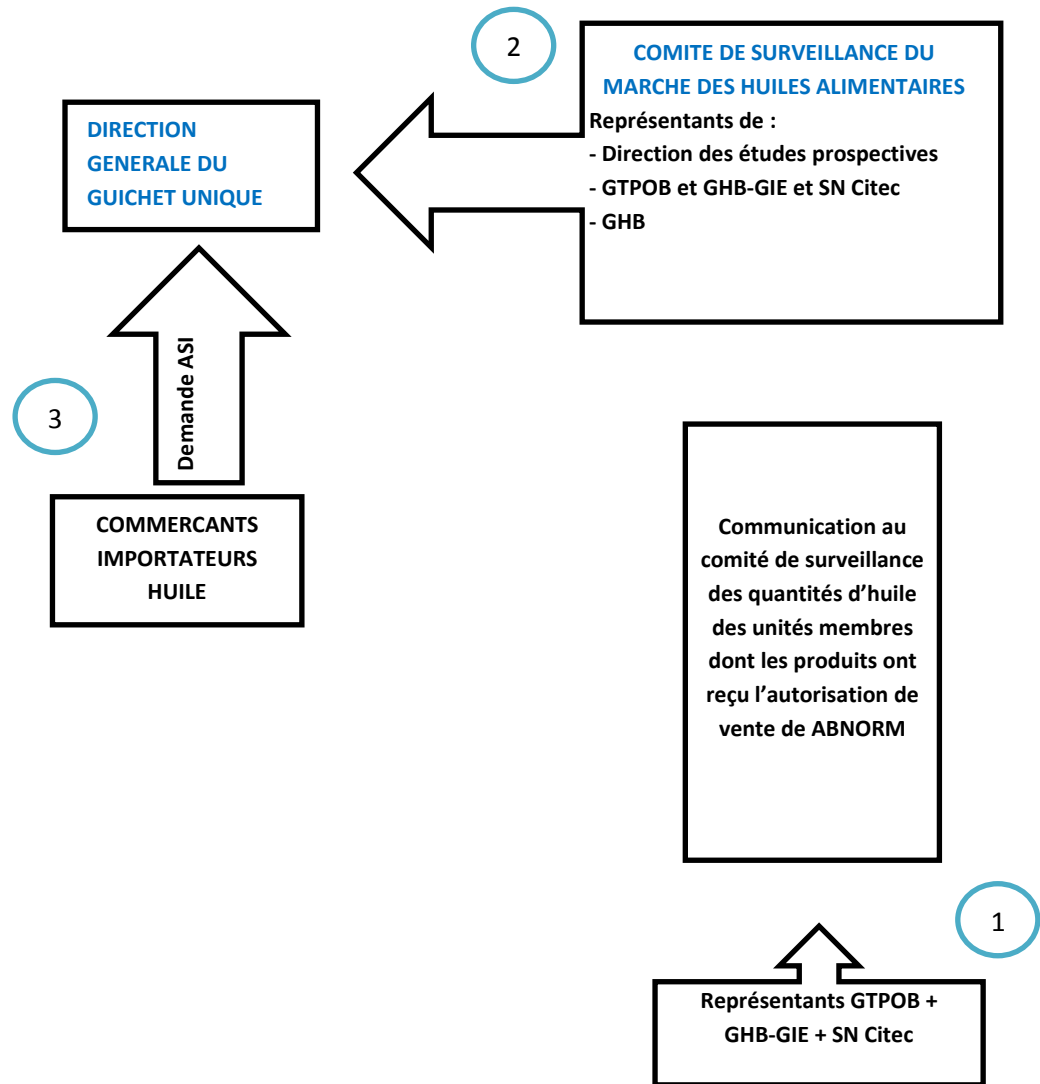 2
COMITE DE SURVEILLANCE DU
MARCHE DES HUILES ALIMENTAIRES
Représentants de :
- Direction des études prospectives
- GTPOB et GHB-GIE et SN Citec
- GHB
DIRECTION
GENERALE DU
GUICHET UNIQUE
Demande ASI
3
COMMERCANTS
IMPORTATEURS
HUILE
Communication au
comité de surveillance
des quantités d’huile
des unités membres
dont les produits ont
reçu l’autorisation de
vente de ABNORM
1
Représentants GTPOB +
GHB-GIE + SN Citec